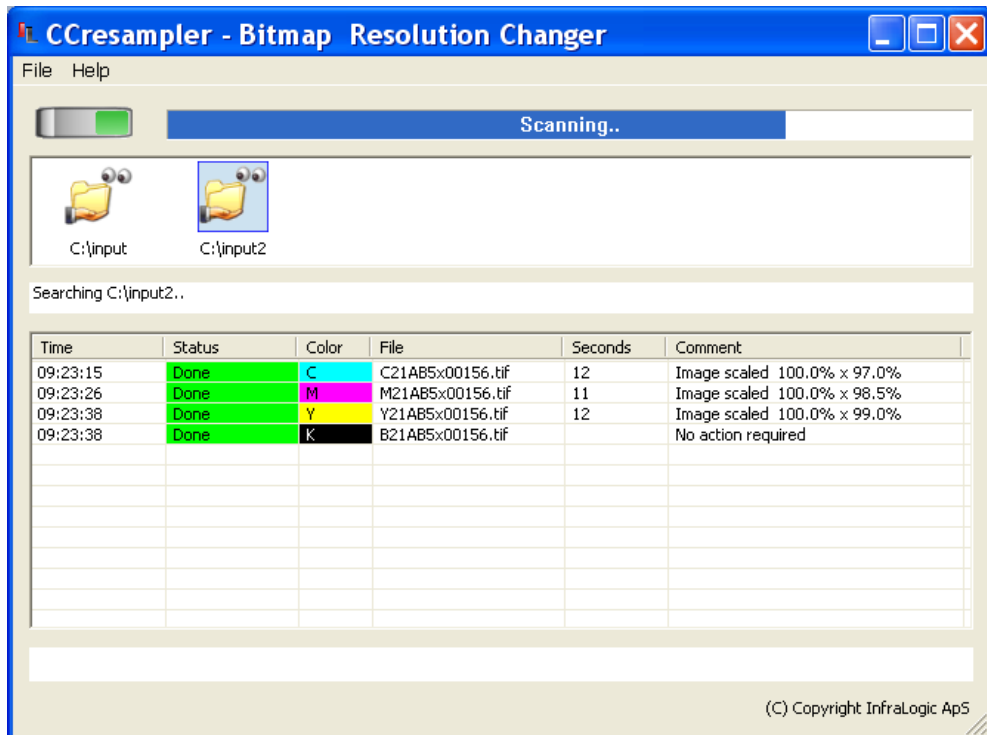 CCresampler - Bitmap Resolution Changer
File Help
Scanning..
C:\input C:\input2
Searching C:\input2..
Time Status Color File Seconds Comment
09:23:15 Done C C21AB5x00156.tif 12 Image scaled 100.0% x 97.0%
09:23:26 Done M M21AB5x00156.tif 11 Image scaled 100.0% x 98.5%
09:23:38 Done Y Y21AB5x00156.tif 12 Image scaled 100.0% x 99.0%
09:23:38 Done K B21AB5x00156.tif No action required
(C) Copyright InfraLogic ApS